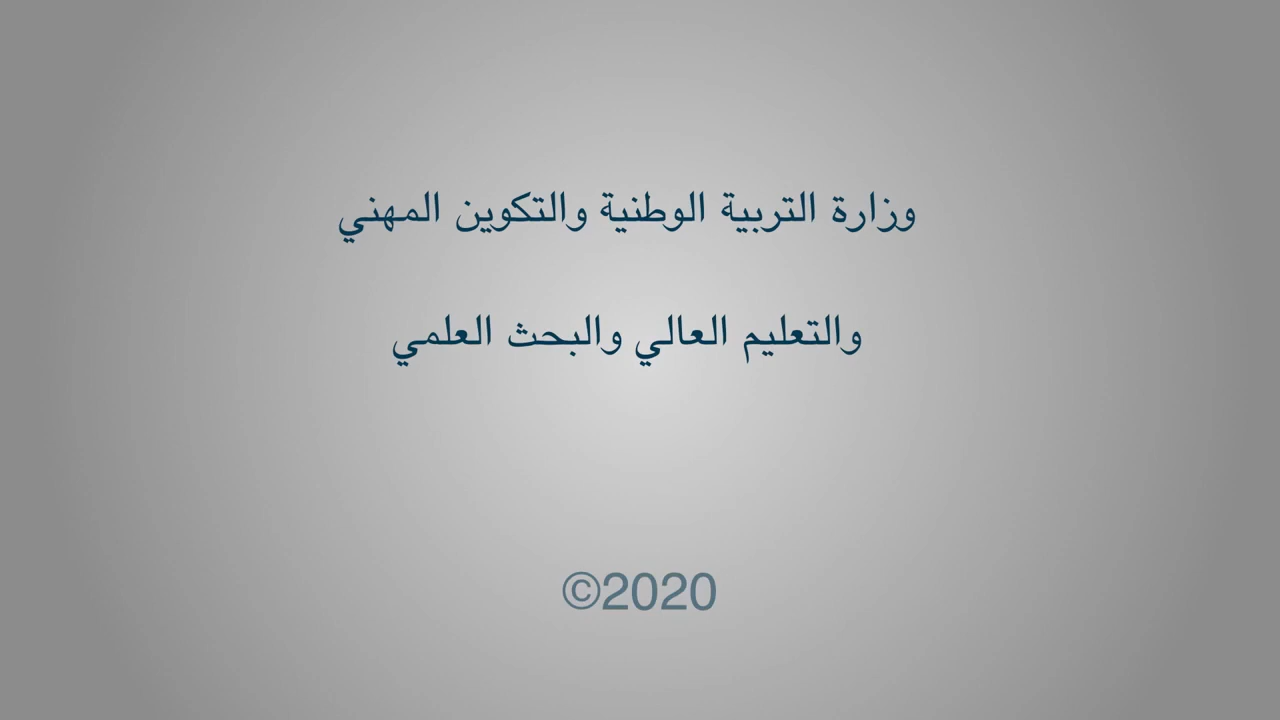 وزارة التربية الوطنية والتكوين المهني
والتعليم العالي والبحث العلمي
©2020